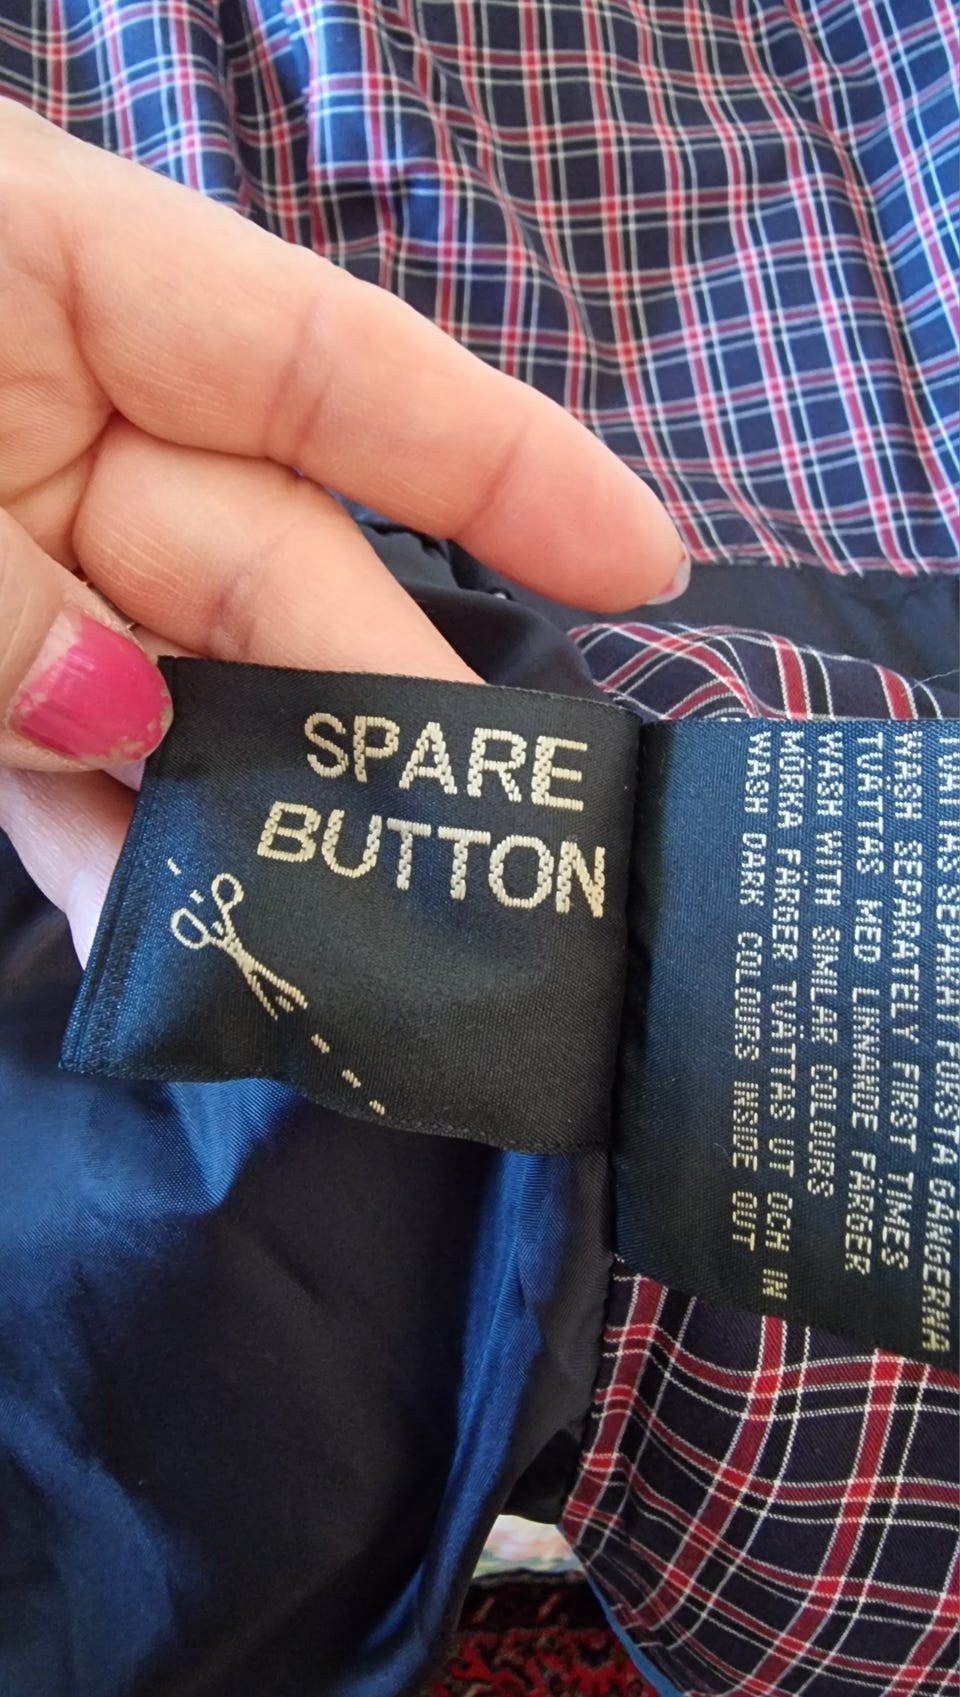 SPARE
BUTTON
TVÄTTAS SEPARAT FÖRSTA GÅNGERNA
WASH SEPARATELY FIRST TIMES
TVÄTTAS MED LIKNANDE FÄRGER
WASH WITH SIMILAR COLOURS
MÖRKA FÄRGER TVÄTTAS UT OCH IN
WASH DARK COLOURS INSIDE OUT